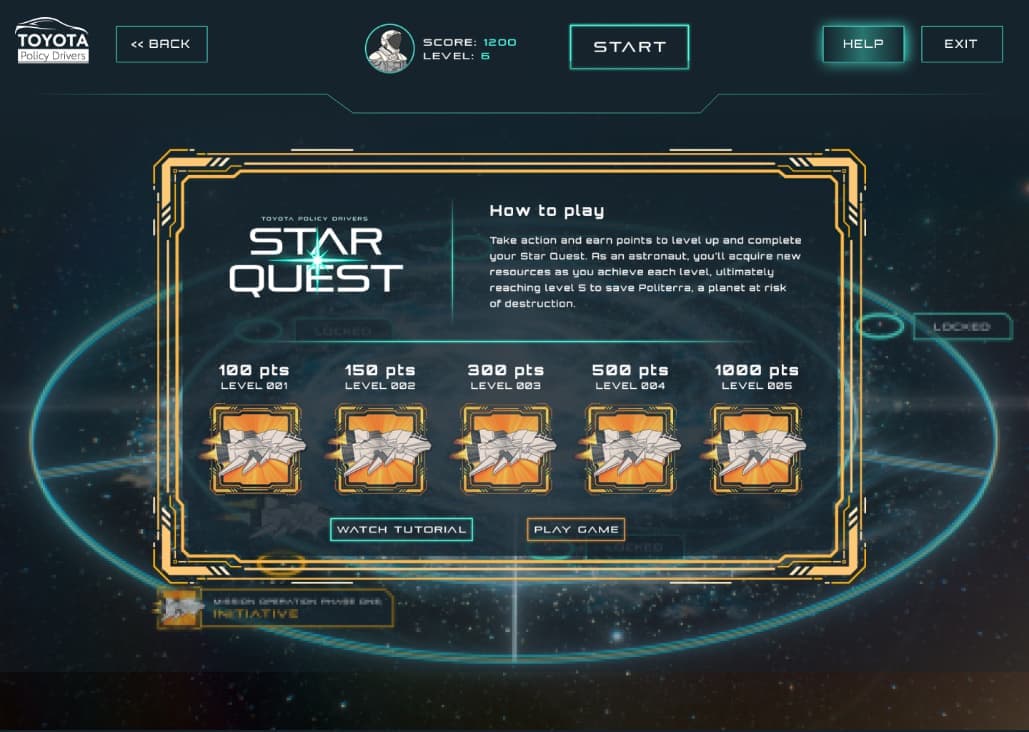 TOYOTA
Policy Drivers
<< BACK
SCORE: 1200
LEVEL: 6
START
HELP
EXIT
TOYOTA POLICY DRIVERS
STAR
QUEST
How to play
Take action and earn points to level up and complete
your Star Quest. As an astronaut, you'll acquire new
resources as you achieve each level, ultimately
reaching level 5 to save Politerra, a planet at risk
of destruction.
LOCKED
LOCKED
100 pts
LEVEL 001
150 pts
LEVEL 002
300 pts
LEVEL 003
500 pts
LEVEL 004
1000 pts
LEVEL 005
WATCH TUTORIAL
PLAY GAME
LOCKED
MISSION OPERATION PHASE ONE:
INITIATIVE